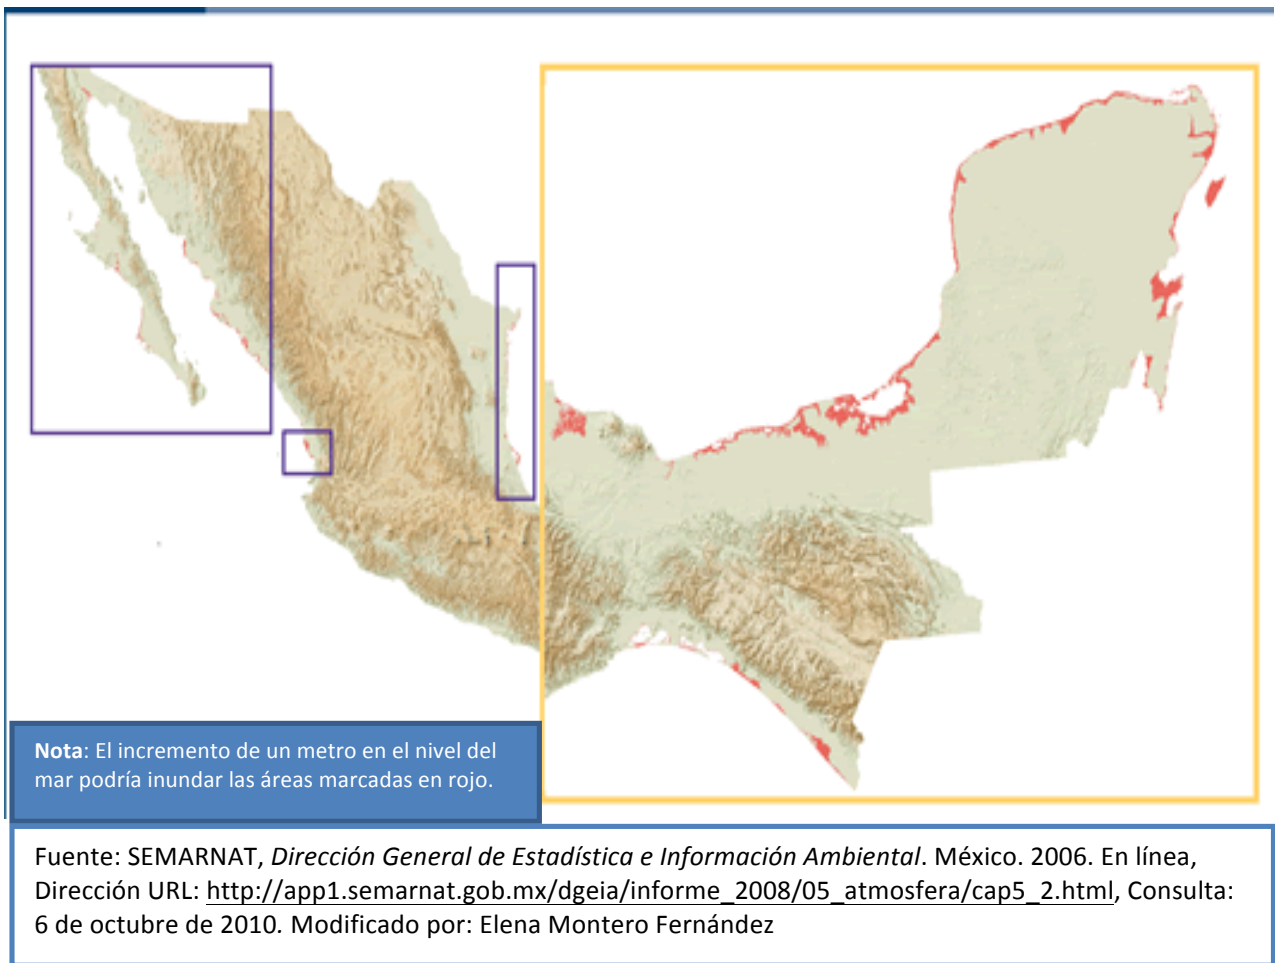 Nota: El incremento de un metro en el nivel del
mar podría inundar las áreas marcadas en rojo.
Fuente: SEMARNAT, Dirección General de Estadística e Información Ambiental. México. 2006. En línea,
Dirección URL: http://app1.semarnat.gob.mx/dgeia/informe_2008/05_atmosfera/cap5_2.html, Consulta:
6 de octubre de 2010. Modificado por: Elena Montero Fernández